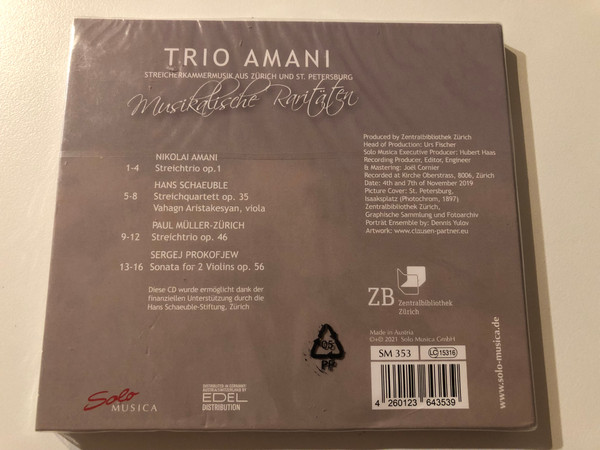 TRIO AMANI
STREICHERKAMMERMUSIK AUS ZÜRICH UND ST. PETERSBURG
Musikalische Raritäten
NIKOLAI AMANI
1-4 Streichtrio op.1
HANS SCHAEUBLE
5-8 Streichquartett op. 35
Vahagn Aristakesyan, viola
PAUL MÜLLER-ZÜRICH
9-12 Streichtrio op. 46
SERGEJ PROKOFJEW
13-16 Sonata for 2 Violins op. 56
Diese CD wurde ermöglicht dank der
finanziellen Unterstützung durch die
Hans Schaeuble-Stiftung, Zürich
Produced by Zentralbibliothek Zürich
Head of Production: Urs Fischer
Solo Musica Executive Producer: Hubert Haas
Recording Producer, Editor, Engineer
& Mastering: Joël Cormier
Recorded at Kirche Oberstrass, 8006, Zürich
Date: 4th and 7th of November 2019
Picture Cover: St. Petersburg,
Isaaksplatz (Photochrom, 1897)
Zentralbibliothek Zürich,
Graphische Sammlung und Fotoarchiv
Porträt Ensemble by: Dennis Yulov
Artwork: www.clzusen-partner.eu
ZB Zentralbibliothek
Zürich
Made in Austria
©+℗ 2021 Solo Musica GmbH
SM 353
LC 15316
4 260123 643539
www.solo-musica.de
Solo
MUSICA
EDEL
DISTRIBUTION
PP